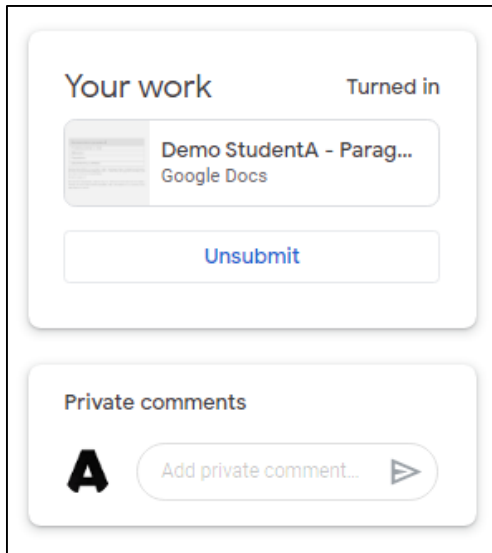 Your work
Turned in
Demo StudentA - Parag...
Google Docs
Unsubmit
Private comments
A
Add private comment...